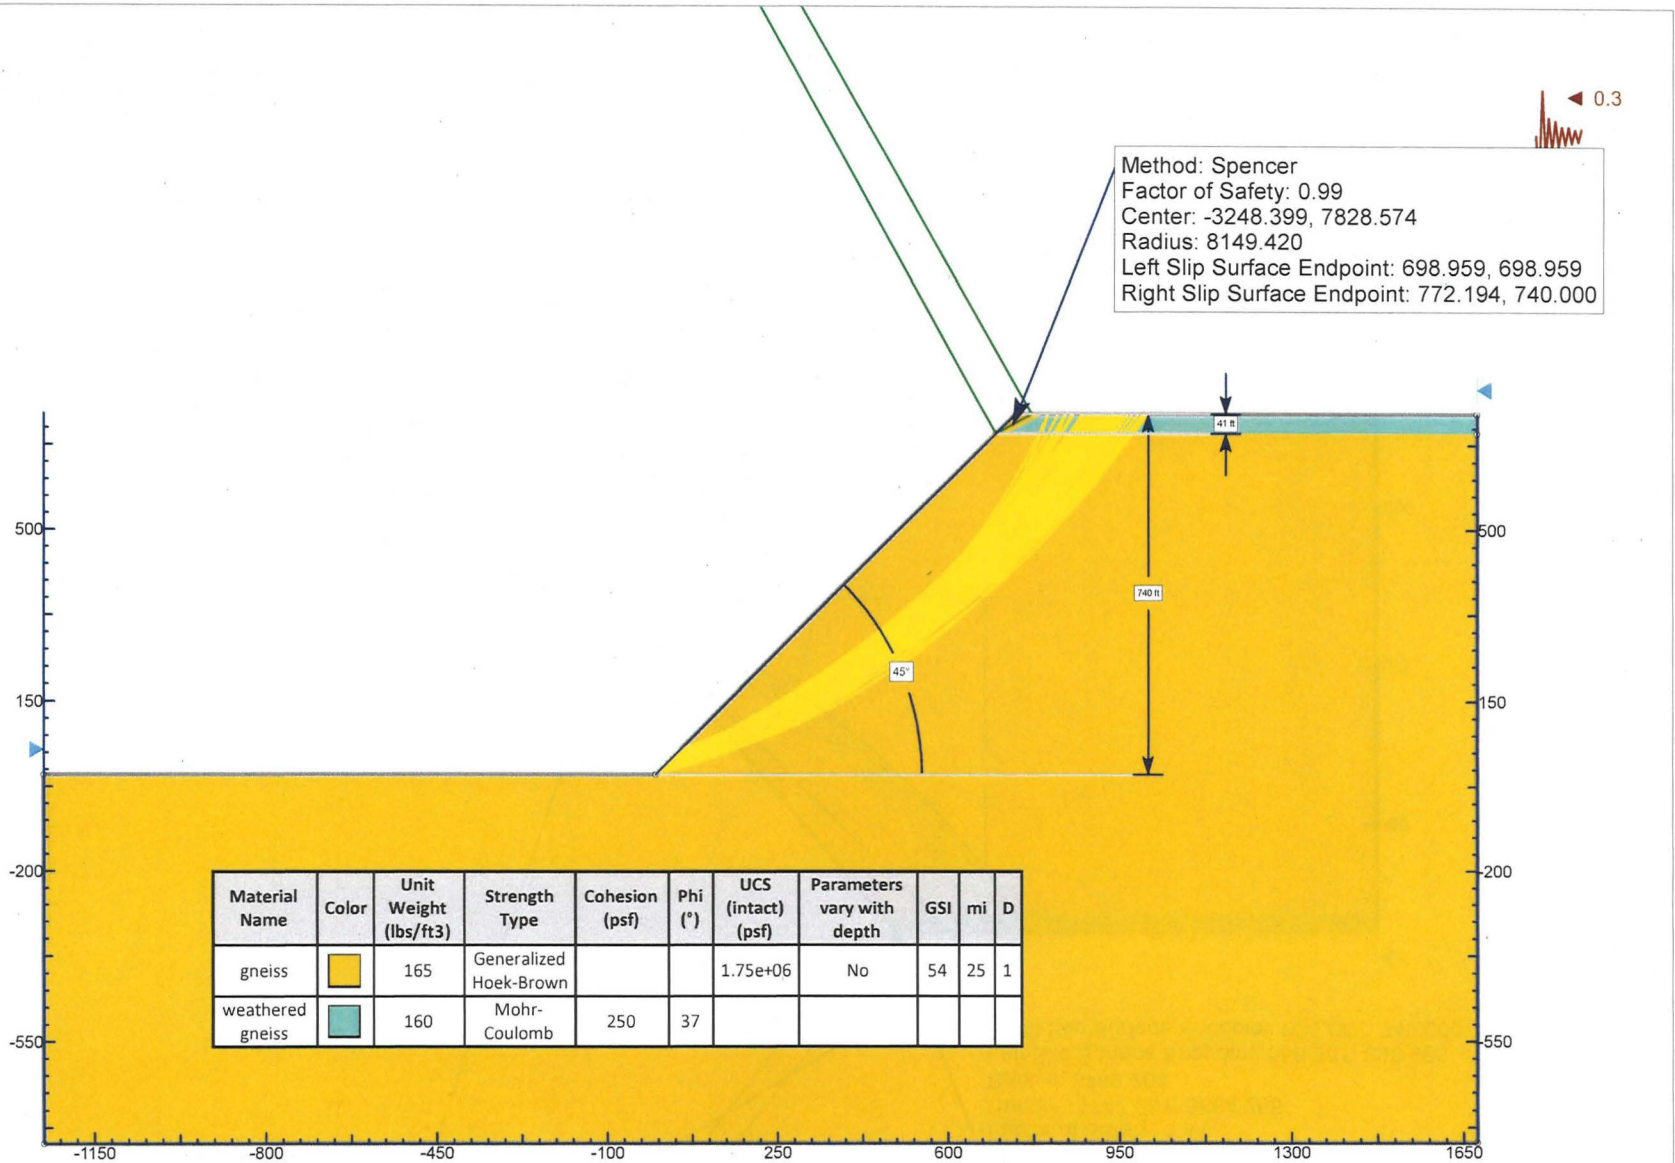 0.3
Method: Spencer
Factor of Safety: 0.99
Center: -3248.399, 7828.574
Radius: 8149.420
Left Slip Surface Endpoint: 698.959, 698.959
Right Slip Surface Endpoint: 772.194, 740.000
41 ft
500
500
740 ft
45°
150
150
-200
-200
Material Name Color Unit Weight (lbs/ft3) Strength Type Cohesion (psf) Phi (°) UCS (intact) (psf) Parameters vary with depth GSI mi D
gneiss 165 Generalized Hoek-Brown 1.75e+06 No 54 25 1
weathered gneiss 160 Mohr-Coulomb 250 37
-550
-550
-1150 -800 -450 -100 250 600 950 1300 1650